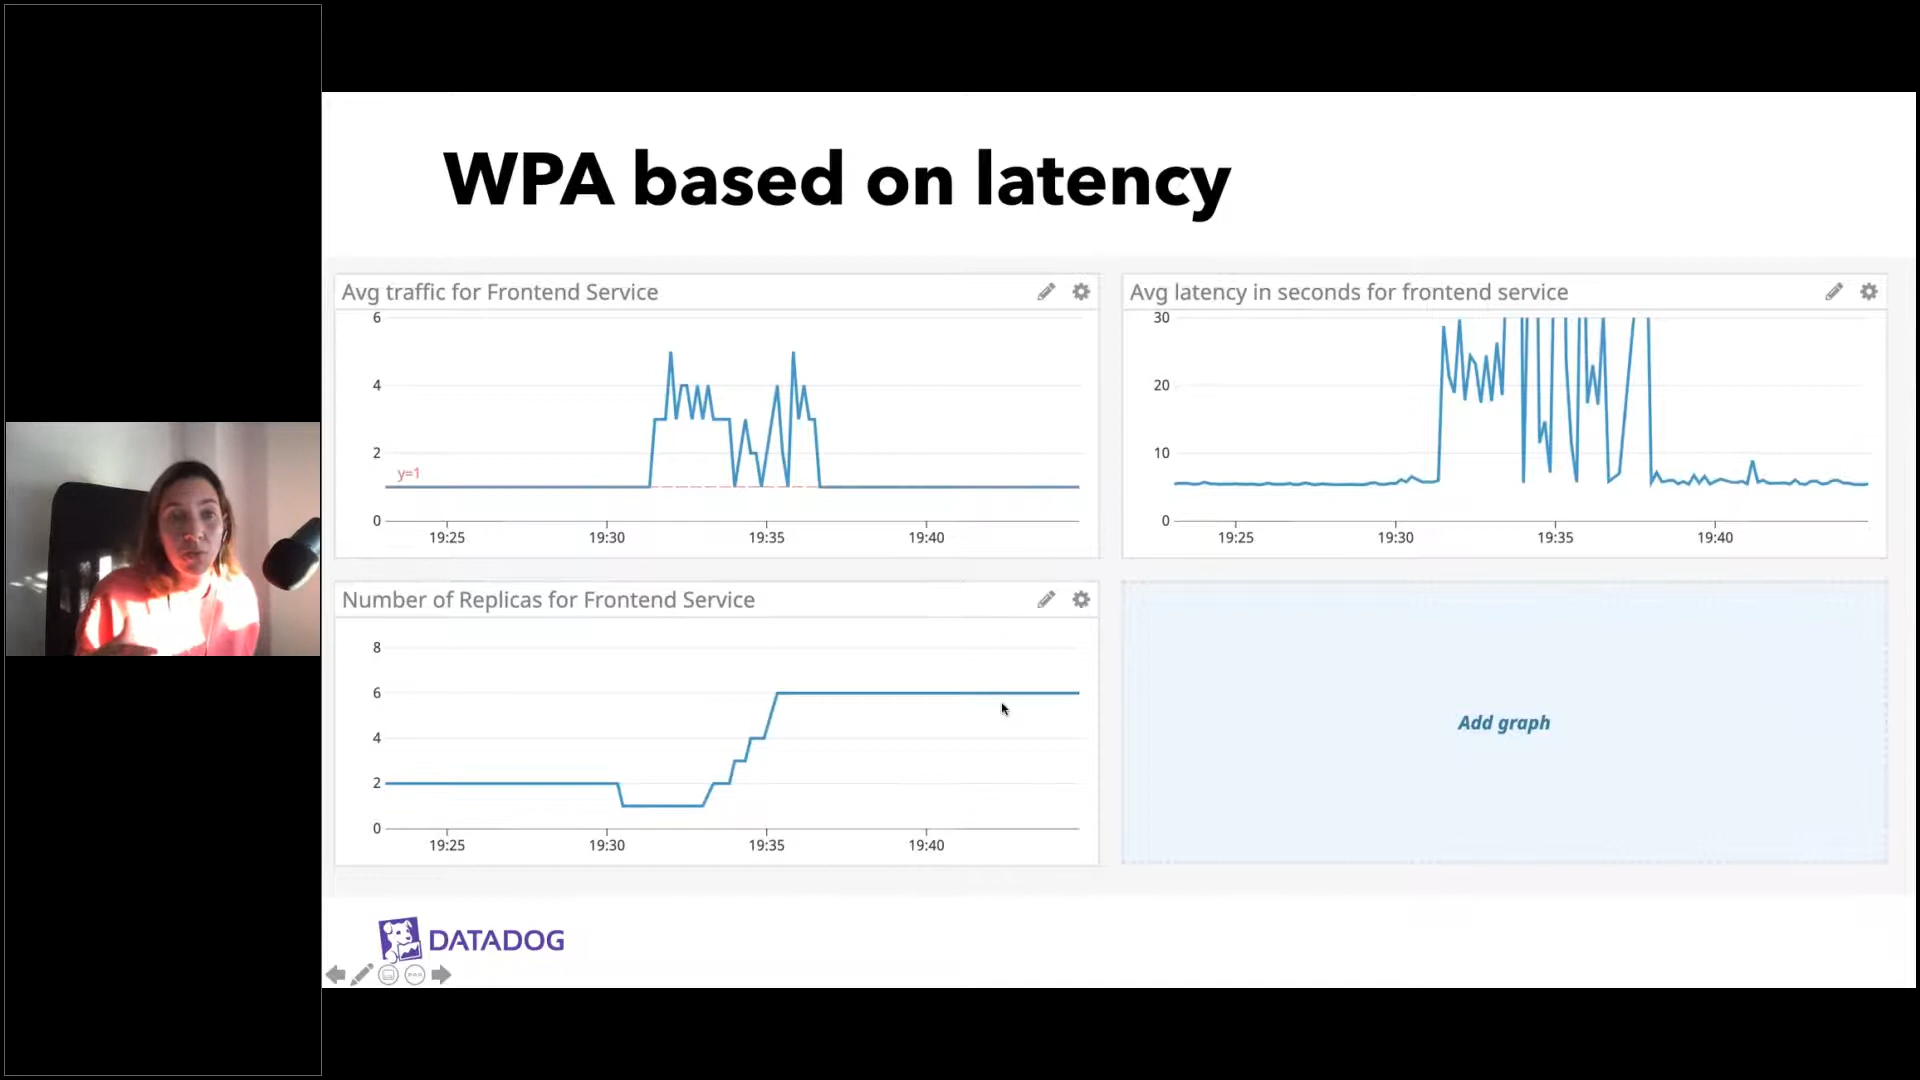 WPA based on latency
Avg traffic for Frontend Service
6
4
2
y=1
0
19:25 19:30 19:35 19:40
Avg latency in seconds for frontend service
30
20
10
0
19:25 19:30 19:35 19:40
Number of Replicas for Frontend Service
8
6
4
2
0
19:25 19:30 19:35 19:40
Add graph
DATADOG